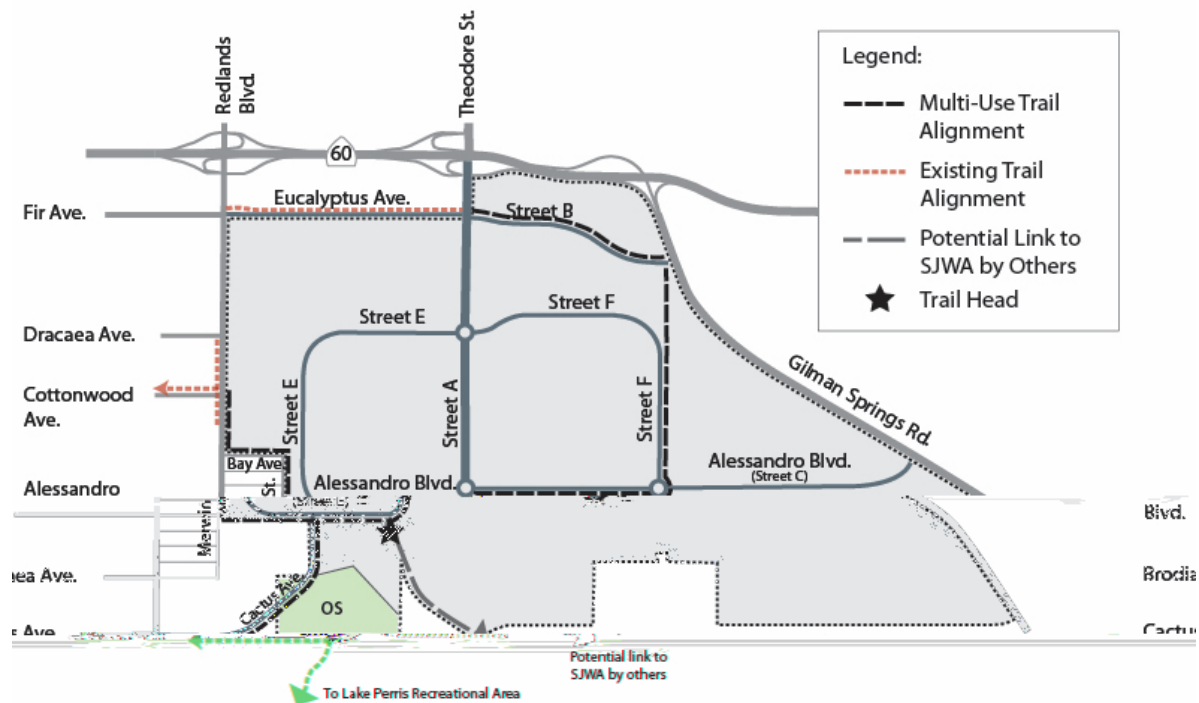 Redlands
Blvd.
Theodore St.
Legend:
Multi-Use Trail
Alignment
Existing Trail
Alignment
Potential Link to
SJWA by Others
Trail Head
60
Fir Ave.
Eucalyptus Ave.
Street B
Dracaea Ave.
Street E
Street F
Cottonwood
Ave.
Street E
Street A
Street F
Gilman Springs Rd.
Bay Ave.
St.
Alessandro
Alessandro Blvd.
Alessandro Blvd.
(Street C)
Merwin
Blvd.
Cactus Ave.
OS
Potential link to
SJWA by others
To Lake Perris Recreational Area